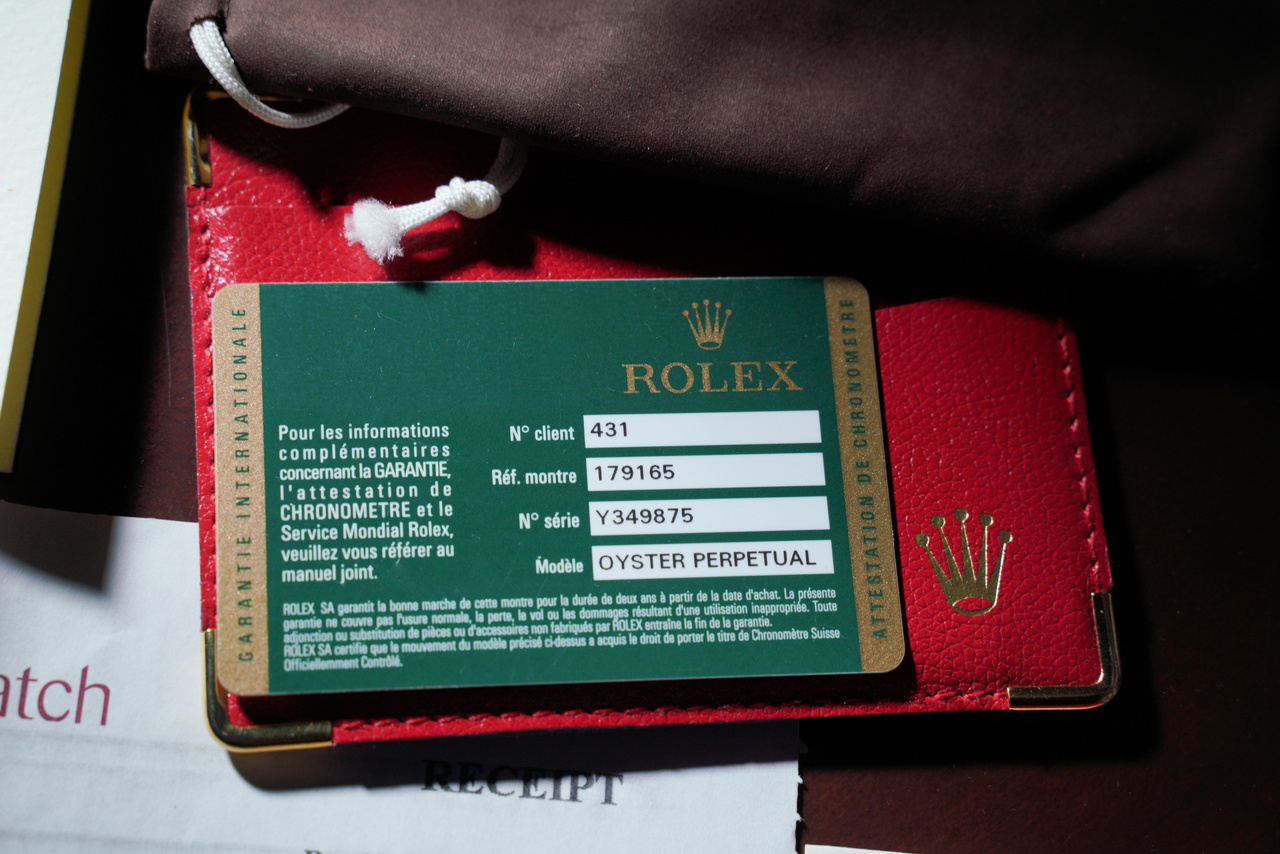 GARANTIE INTERNATIONALE
ROLEX
ATTESTATION DE CHRONOMETRE
Pour les informations
complémentaires
concernant la GARANTIE,
l'attestation de
CHRONOMETRE et le
Service Mondial Rolex,
veuillez vous référer au
manuel joint.
N° client 431
Réf. montre 179165
N° série Y349875
Modèle OYSTER PERPETUAL
ROLEX SA garantit la bonne marche de cette montre pour la durée de deux ans à partir de la date d'achat. La présente
garantie ne couvre pas l'usure normale, la perte, le vol ou les dommages résultant d'une utilisation inappropriée. Toute
adjonction ou substitution de pièces ou d'accessoires non fabriqués par ROLEX entraîne la fin de la garantie.
ROLEX SA certifie que le mouvement du modèle précisé ci-dessus a acquis le droit de porter le titre de Chronomètre Suisse
Officiellement Contrôlé.
atch
RECEIPT